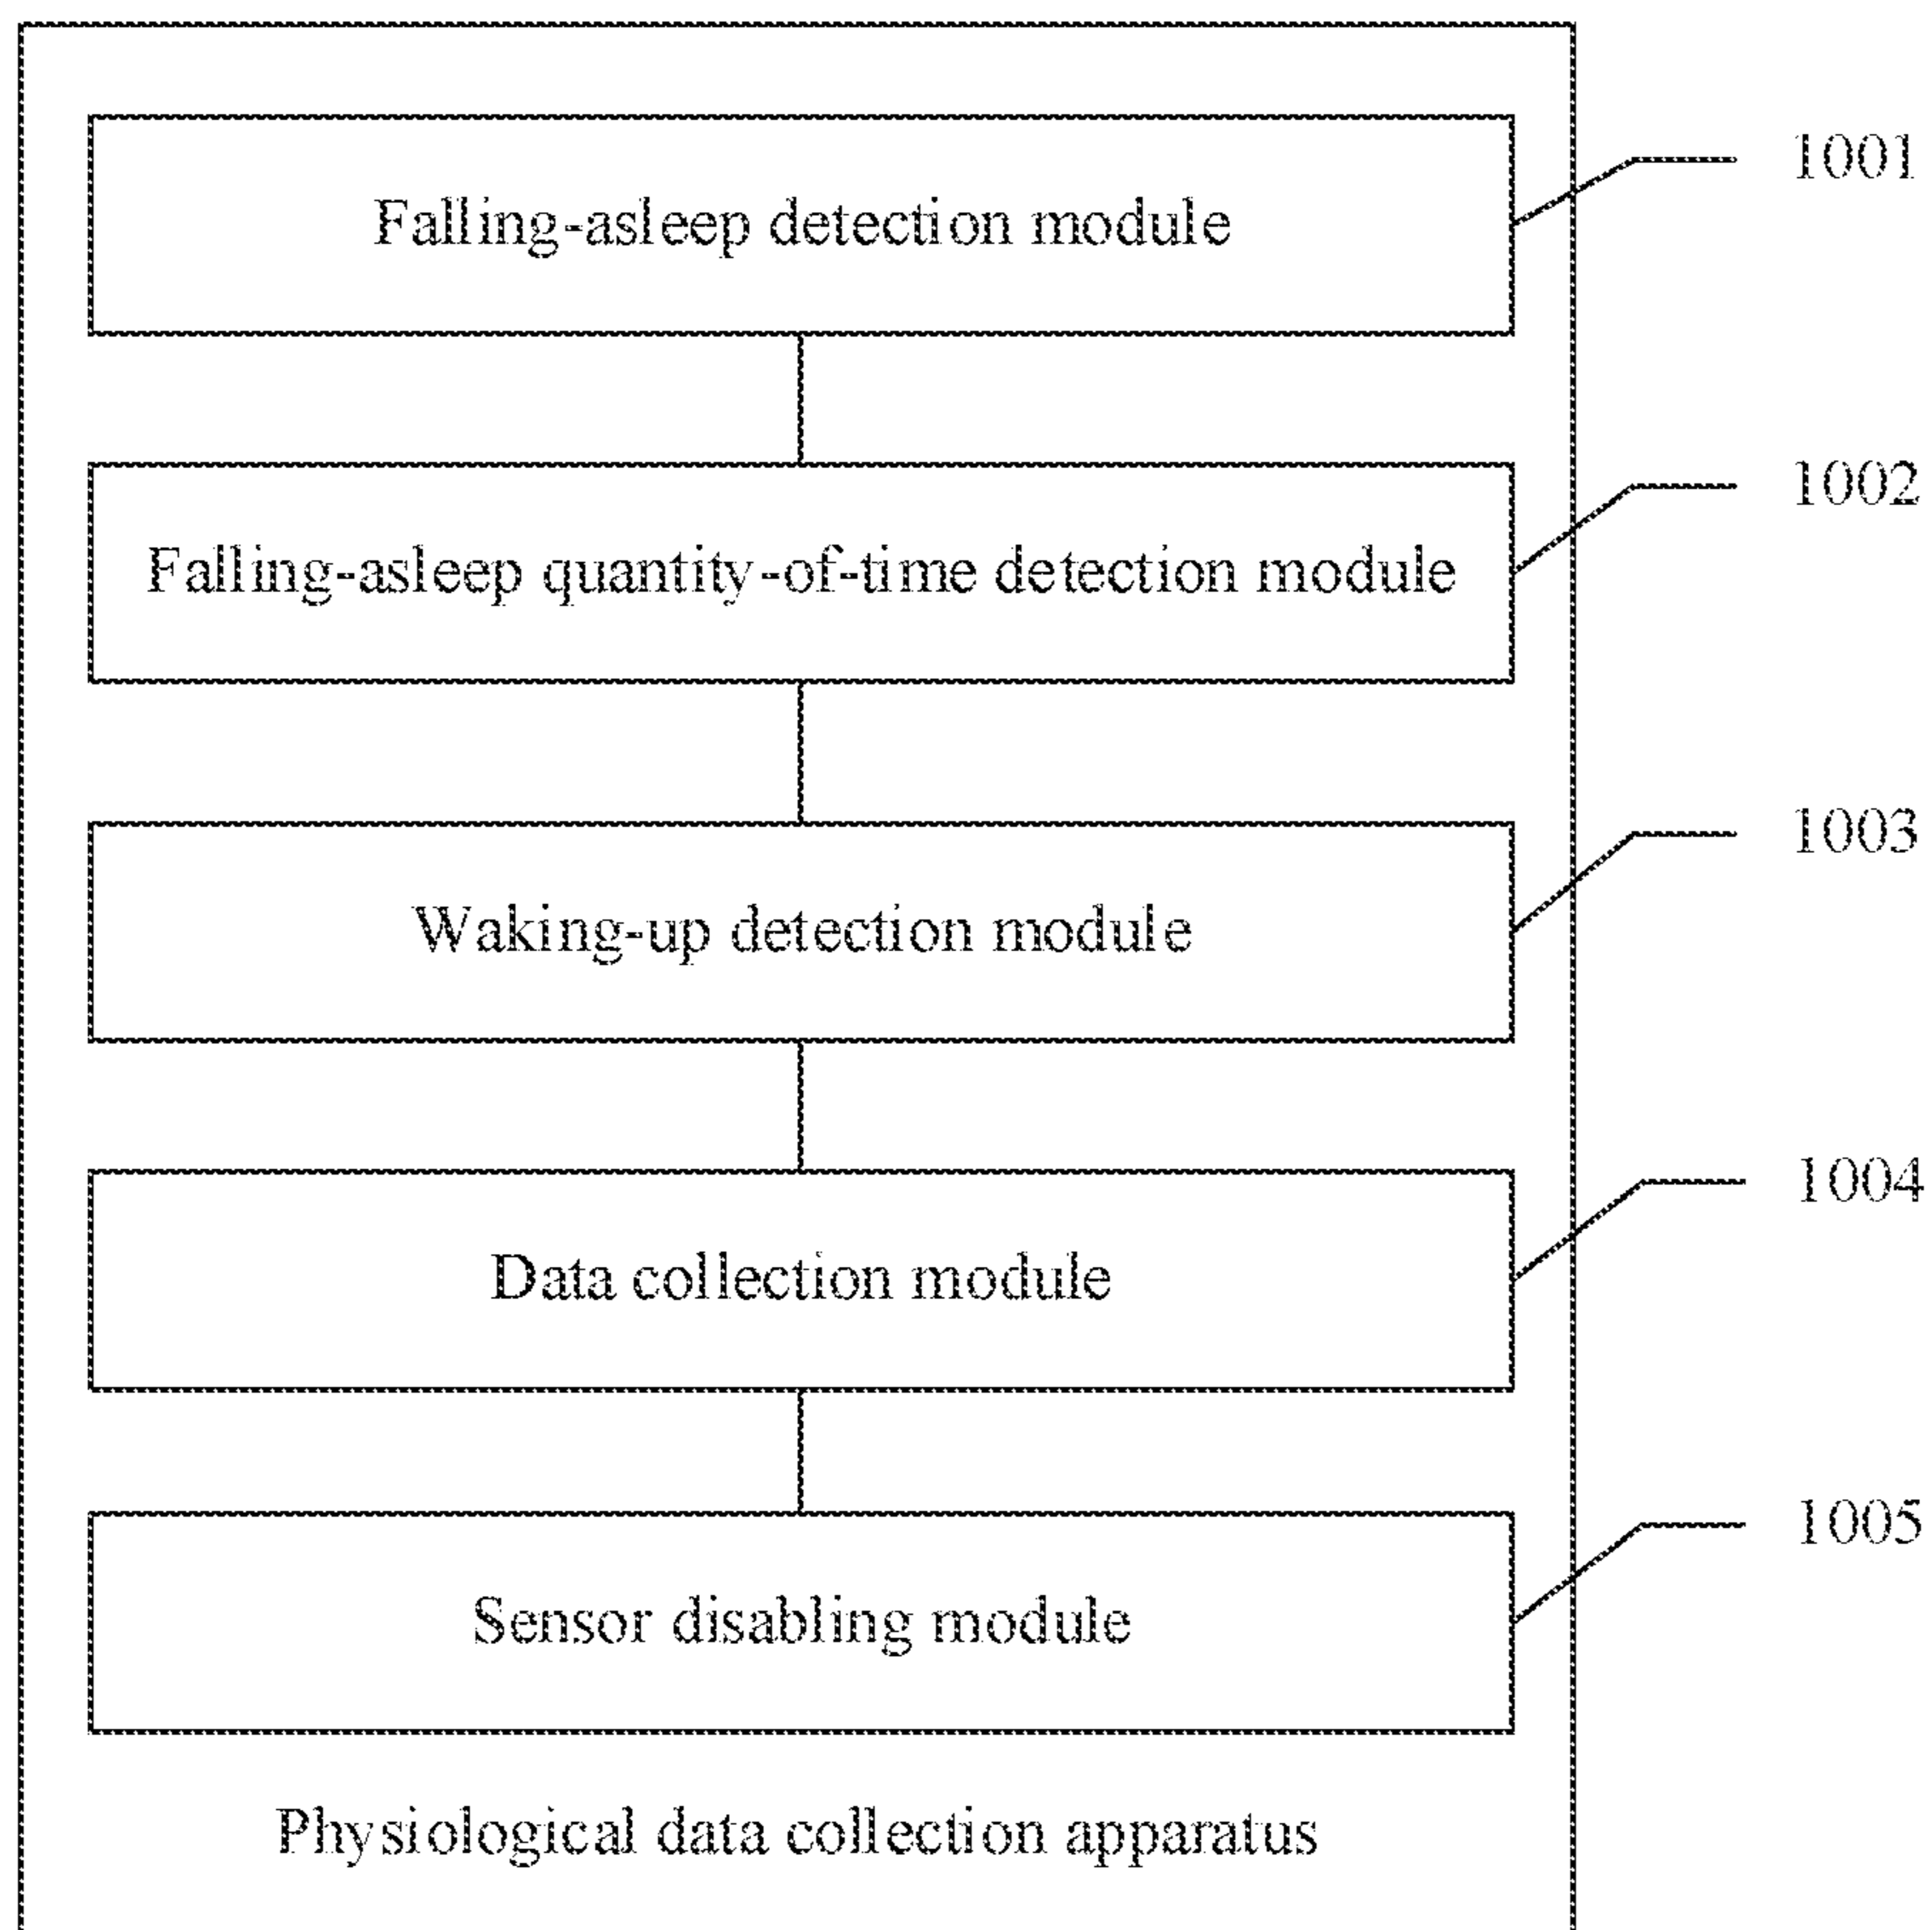 Falling-asleep detection module
1001
Falling-asleep quantity-of-time detection module
1002
Waking-up detection module
1003
Data collection module
1004
Sensor disabling module
1005
Physiological data collection apparatus